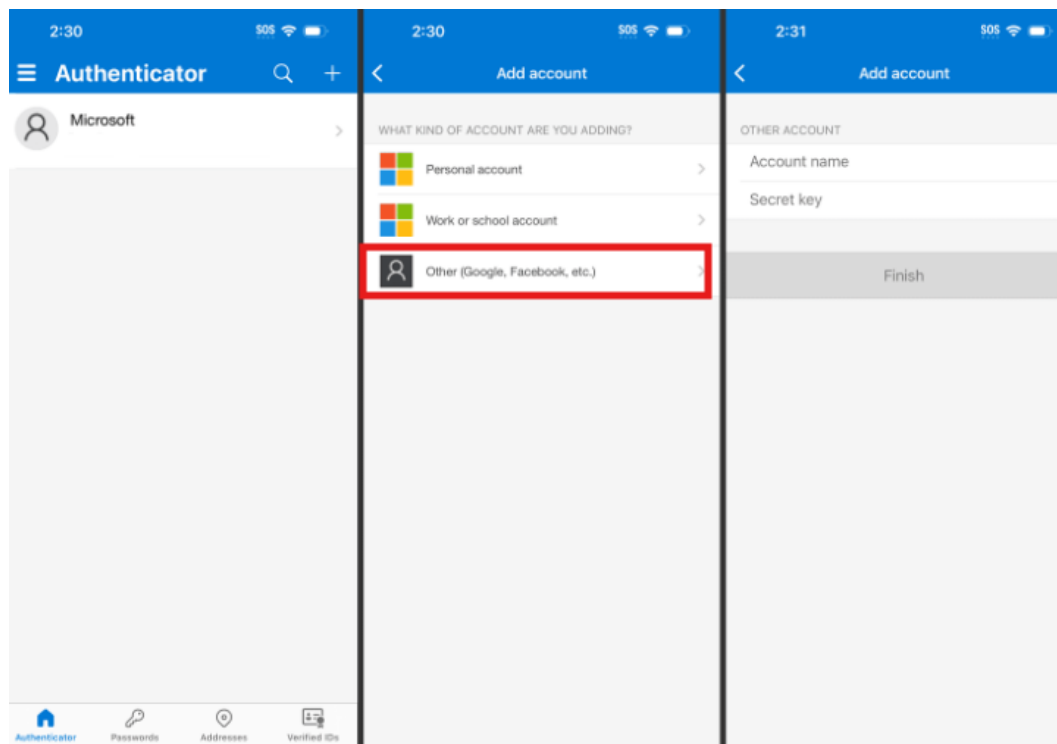 2:30
SOS
Authenticator
Microsoft
Authenticator
Passwords
Addresses
Verified IDs
2:30
SOS
Add account
WHAT KIND OF ACCOUNT ARE YOU ADDING?
Personal account
Work or school account
Other (Google, Facebook, etc.)
2:31
SOS
Add account
OTHER ACCOUNT
Account name
Secret key
Finish